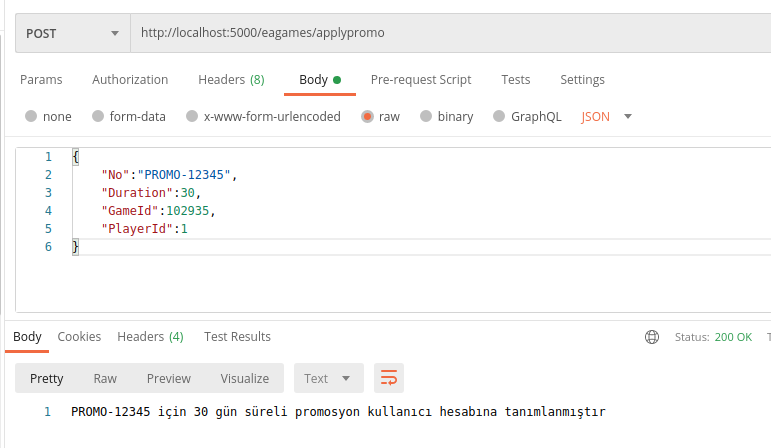 POST http://localhost:5000/eagames/applypromo
Params Authorization Headers (8) Body Pre-request Script Tests Settings
none form-data x-www-form-urlencoded raw binary GraphQL JSON
1 {
2 "No":"PROMO-12345",
3 "Duration":30,
4 "GameId":102935,
5 "PlayerId":1
6 }
Body Cookies Headers (4) Test Results Status: 200 OK
Pretty Raw Preview Visualize Text
1 PROMO-12345 için 30 gün süreli promosyon kullanıcı hesabına tanımlanmıştır